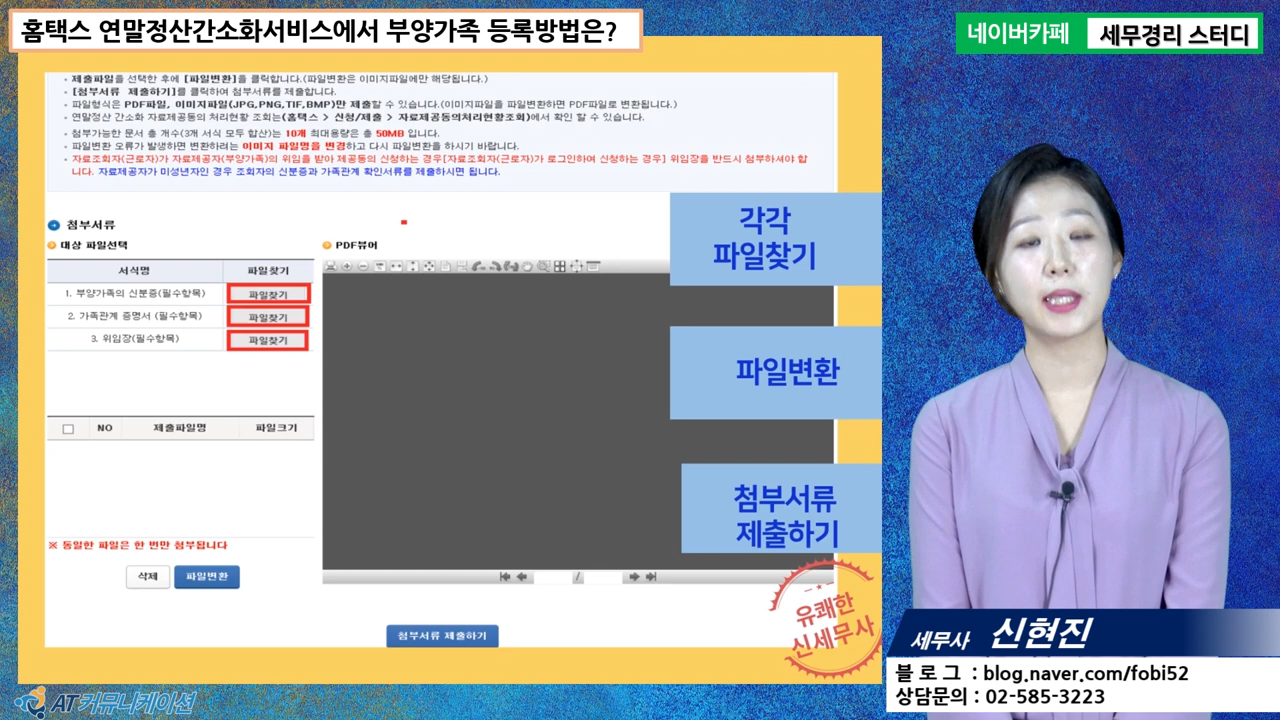 홈택스 연말정산간소화서비스에서 부양가족 등록방법은?
네이버카페 세무경리 스터디
• 제출파일을 선택한 후에 [파일변환]을 클릭합니다.(파일변환은 이미지파일에만 해당됩니다.)
• [첨부서류 제출하기]를 클릭하여 첨부서류를 제출합니다.
• 파일형식은 PDF파일, 이미지파일(JPG,PNG,TIF,BMP)만 제출할 수 있습니다.(이미지파일을 파일변환하면 PDF파일로 변환됩니다.)
• 연말정산 간소화 자료제공동의 처리현황 조회는(홈택스 > 신청/제출 > 자료제공동의처리현황조회)에서 확인 할 수 있습니다.
• 첨부가능한 문서 총 개수(3개 서식 모두 합산)는 10개 최대용량은 총 50MB 입니다.
• 파일변환 오류가 발생하면 변환하려는 이미지 파일명을 변경하고 다시 파일변환을 하시기 바랍니다.
• 자료조회자(근로자)가 자료제공자(부양가족)의 위임을 받아 제공동의 신청하는 경우[자료조회자(근로자)가 로그인하여 신청하는 경우] 위임장을 반드시 첨부하셔야 합
니다. 자료제공자가 미성년자인 경우 조회자의 신분증과 가족관계 확인서류를 제출하시면 됩니다.
첨부서류
대상 파일선택
PDF뷰어
서식명 파일찾기
1. 부양가족의 신분증(필수항목) 파일찾기
2. 가족관계 증명서 (필수항목) 파일찾기
3. 위임장(필수항목) 파일찾기
NO 제출파일명 파일크기
※ 동일한 파일은 한 번만 첨부됩니다
삭제 파일변환
/
첨부서류 제출하기
각각
파일찾기
파일변환
첨부서류
제출하기
유쾌한
신세무사
세무사 신현진
블로그 : blog.naver.com/fobi52
상담문의 : 02-585-3223
AT커뮤니케이션